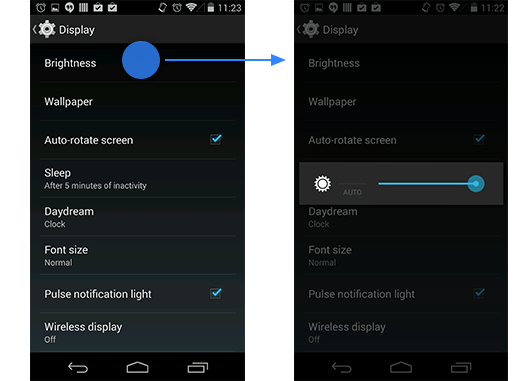 11:23
Display
Brightness
Wallpaper
Auto-rotate screen
Sleep
After 5 minutes of inactivity
Daydream
Clock
Font size
Normal
Pulse notification light
Wireless display
Off
11:22
Display
Brightness
Wallpaper
Auto-rotate screen
AUTO
Daydream
Clock
Font size
Normal
Pulse notification light
Wireless display
Off